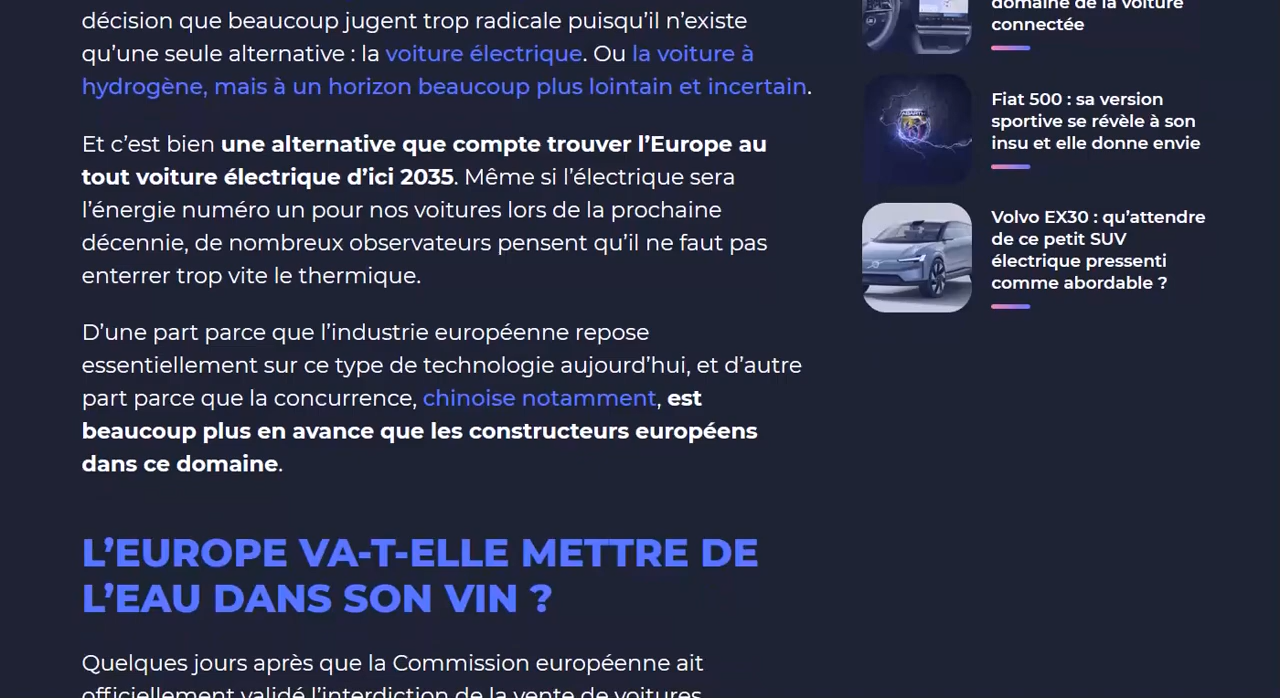 décision que beaucoup jugent trop radicale puisqu’il n’existe
qu’une seule alternative : la voiture électrique. Ou la voiture à
hydrogène, mais à un horizon beaucoup plus lointain et incertain.
Et c’est bien une alternative que compte trouver l’Europe au
tout voiture électrique d’ici 2035. Même si l’électrique sera
l’énergie numéro un pour nos voitures lors de la prochaine
décennie, de nombreux observateurs pensent qu’il ne faut pas
enterrer trop vite le thermique.
D’une part parce que l’industrie européenne repose
essentiellement sur ce type de technologie aujourd’hui, et d’autre
part parce que la concurrence, chinoise notamment, est
beaucoup plus en avance que les constructeurs européens
dans ce domaine.
L’EUROPE VA-T-ELLE METTRE DE
L’EAU DANS SON VIN ?
Quelques jours après que la Commission européenne ait
officiellement validé l’interdiction de la vente de voitures
domaine de la voiture
connectée
Fiat 500 : sa version
sportive se révèle à son
insu et elle donne envie
Volvo EX30 : qu’attendre
de ce petit SUV
électrique pressenti
comme abordable ?